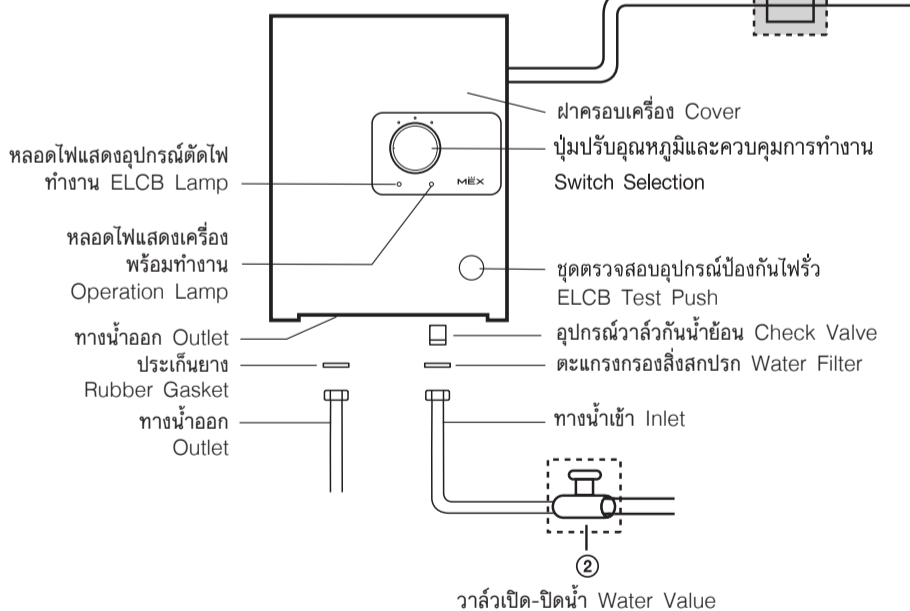 ฝาครอบเครื่อง Cover
ปุ่มปรับอุณหภูมิและควบคุมการทำงาน
Switch Selection
หลอดไฟแสดงอุปกรณ์ตัดไฟ
ทำงาน ELCB Lamp
MËX
หลอดไฟแสดงเครื่อง
พร้อมทำงาน
Operation Lamp
ชุดตรวจสอบอุปกรณ์ป้องกันไฟรั่ว
ELCB Test Push
ทางน้ำออก Outlet
อุปกรณ์วาล์วกันน้ำย้อน Check Valve
ประเก็นยาง
Rubber Gasket
ตะแกรงกรองสิ่งสกปรก Water Filter
ทางน้ำออก
Outlet
ทางน้ำเข้า Inlet
②
วาล์วเปิด-ปิดน้ำ Water Value